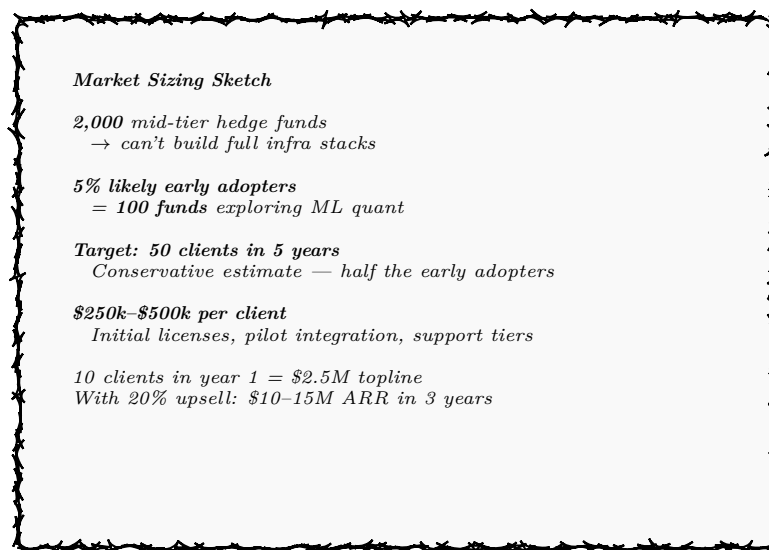 Market Sizing Sketch
2,000 mid-tier hedge funds
→ can't build full infra stacks
5% likely early adopters
= 100 funds exploring ML quant
Target: 50 clients in 5 years
Conservative estimate — half the early adopters
$250k–$500k per client
Initial licenses, pilot integration, support tiers
10 clients in year 1 = $2.5M topline
With 20% upsell: $10–15M ARR in 3 years